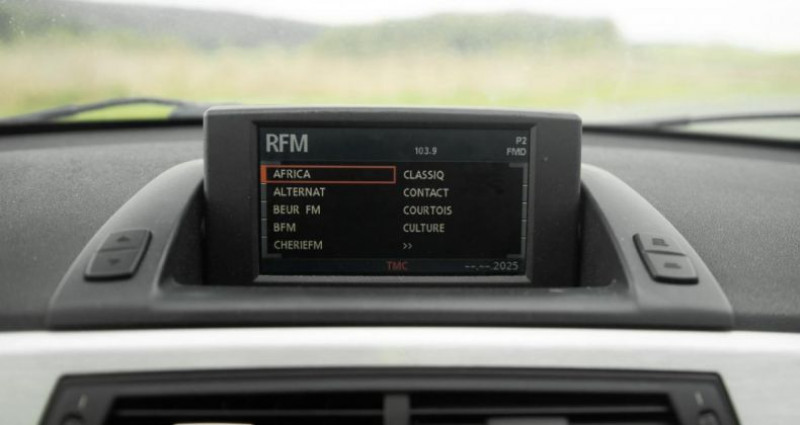 RFM
103.9
P2
FMD
AFRICA
CLASSIQ
ALTERNAT
CONTACT
BEUR FM
COURTOIS
BFM
CULTURE
CHERIEFM
>>
TMC
--.--.2025